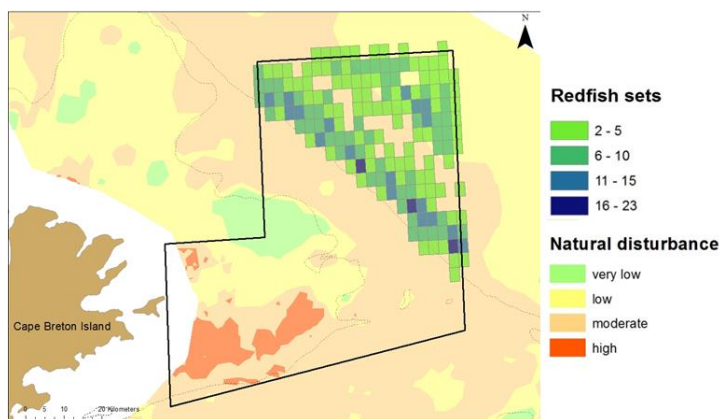 N
Redfish sets
2 - 5
6 - 10
11 - 15
16 - 23
Natural disturbance
very low
low
moderate
high
Cape Breton Island
0 5 10 20 Kilometers